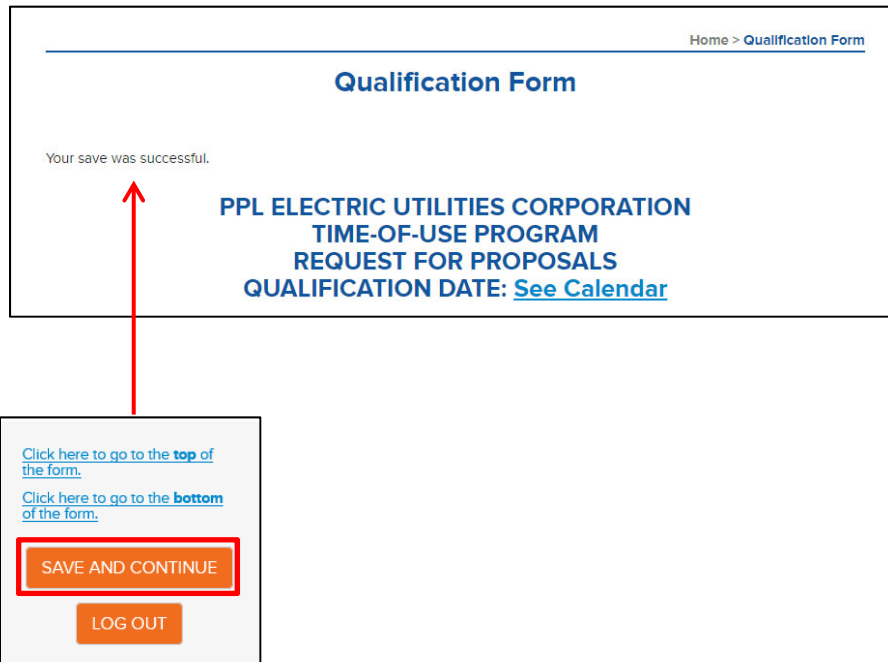 Home > Qualification Form
Qualification Form
Your save was successful.
PPL ELECTRIC UTILITIES CORPORATION
TIME-OF-USE PROGRAM
REQUEST FOR PROPOSALS
QUALIFICATION DATE: See Calendar
Click here to go to the top of
the form.
Click here to go to the bottom
of the form.
SAVE AND CONTINUE
LOG OUT